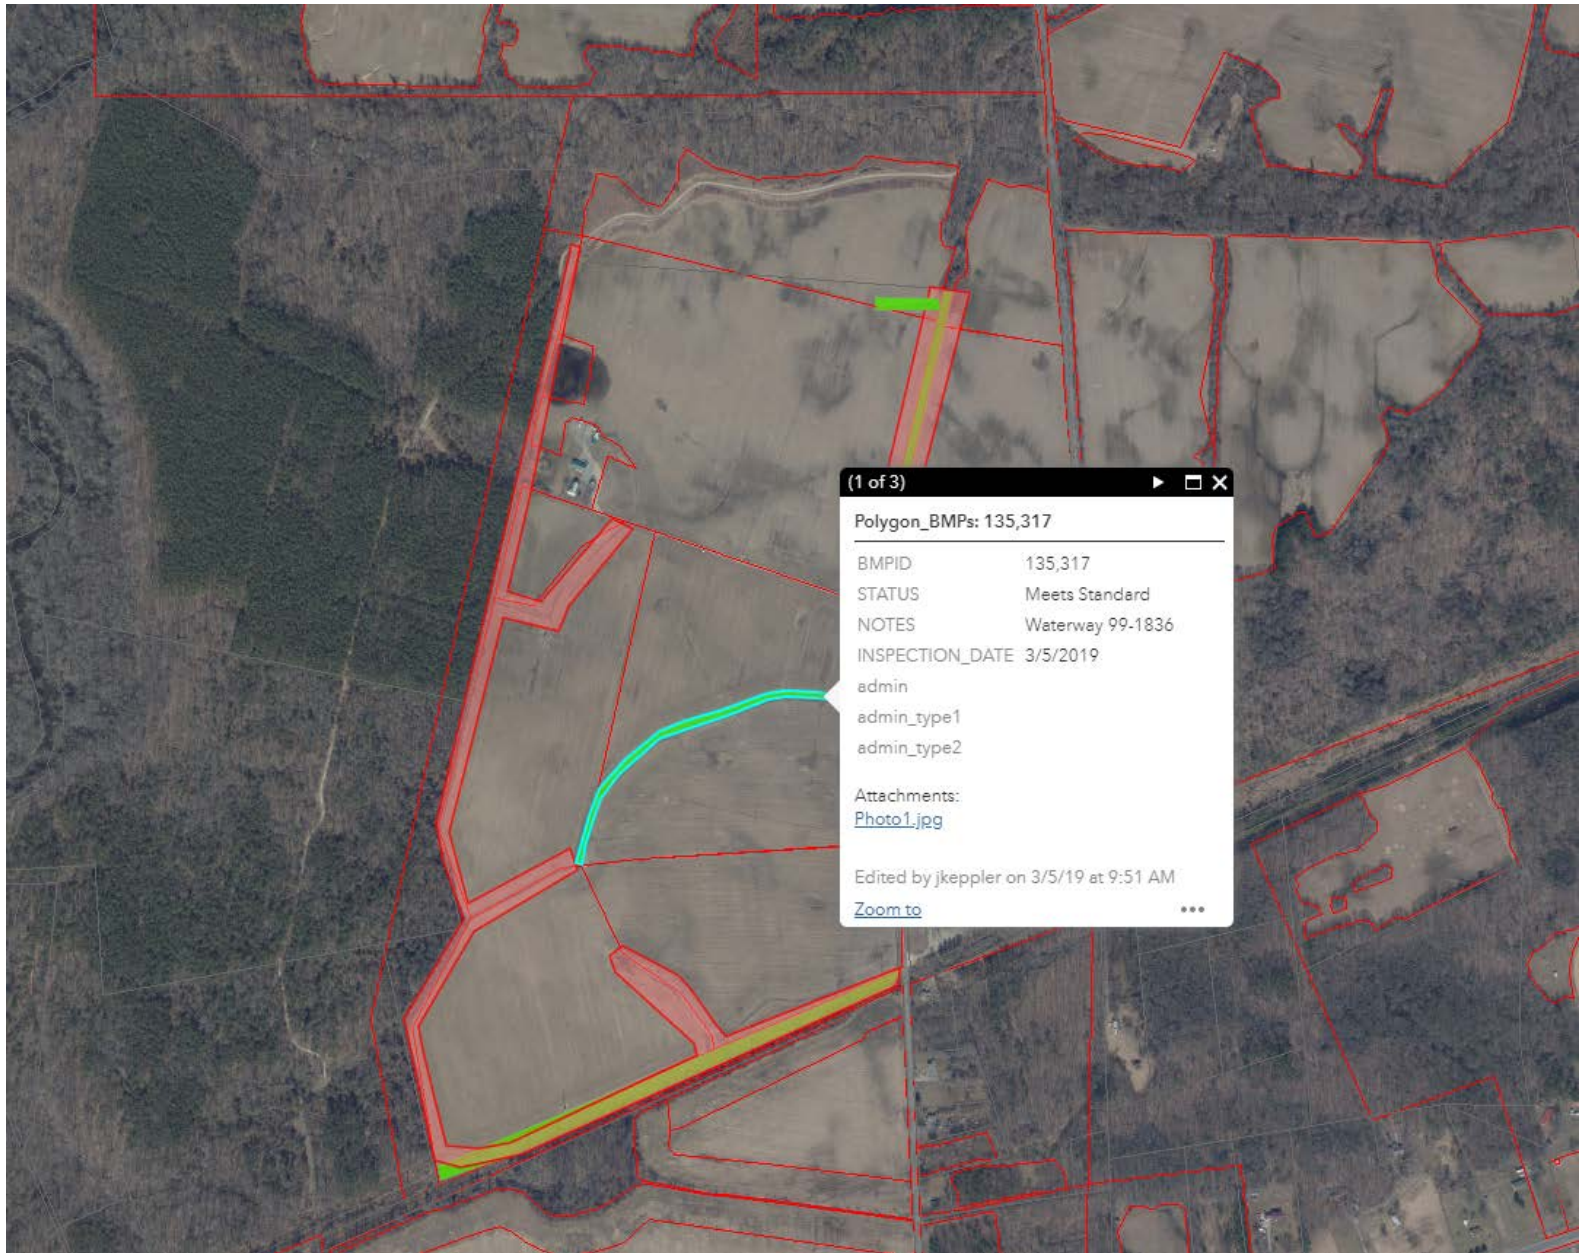 (1 of 3)
Polygon_BMPs: 135,317
BMPID 135,317
STATUS Meets Standard
NOTES Waterway 99-1836
INSPECTION_DATE 3/5/2019
admin
admin_type1
admin_type2
Attachments:
Photo1.jpg
Edited by jkeppler on 3/5/19 at 9:51 AM
Zoom to